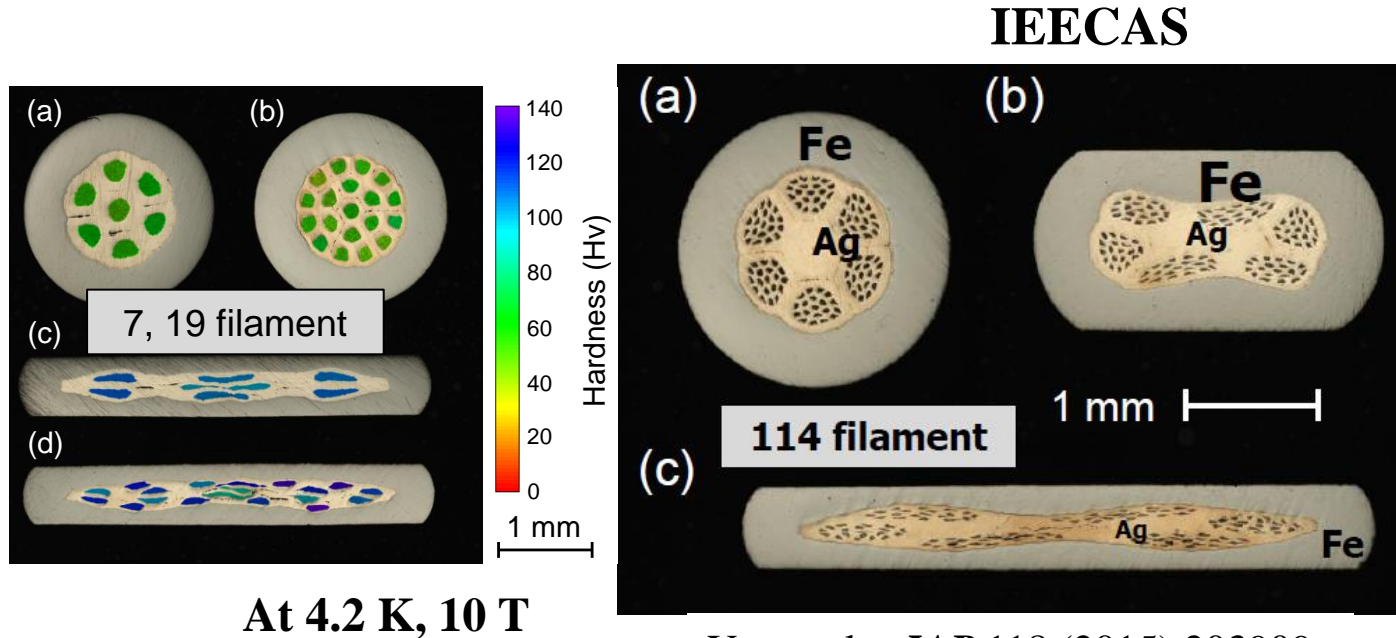 IEECAS
(a)
(b)
7, 19 filament
(c)
(d)
140
120
100
80
60
40
20
0
Hardness (Hv)
1 mm
At 4.2 K, 10 T
(a)
Fe
Ag
(b)
Fe
Ag
1 mm
114 filament
(c)
Ag
Fe